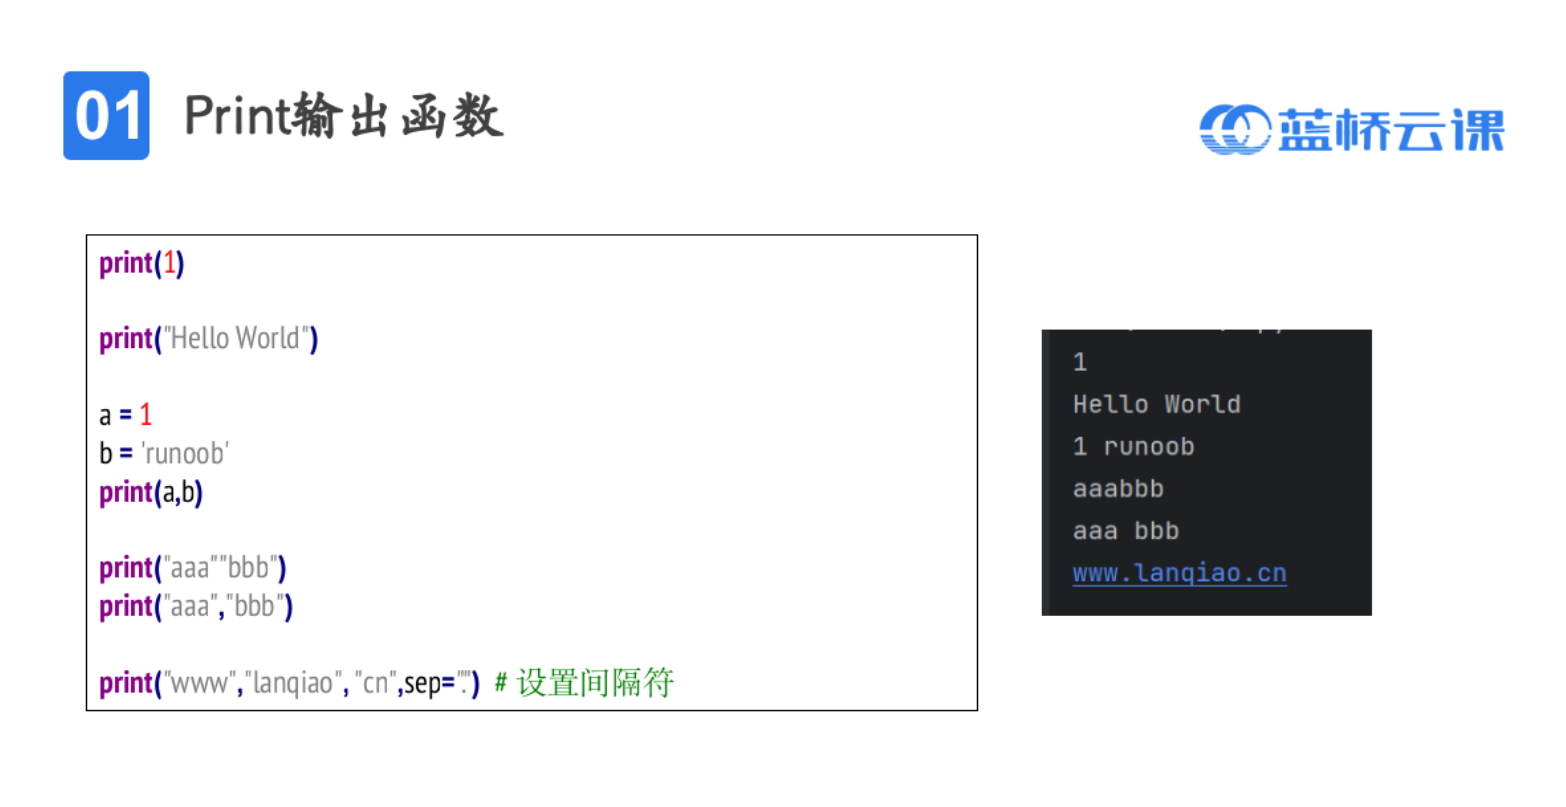 01 Print输出函数
蓝桥云课
print(1)
print("Hello World")
a = 1
b = 'runoob'
print(a,b)
print("aaa""bbb")
print("aaa","bbb")
print("www","lanqiao", "cn",sep=".") # 设置间隔符
1
Hello World
1 runoob
aaabbb
aaa bbb
www.lanqiao.cn